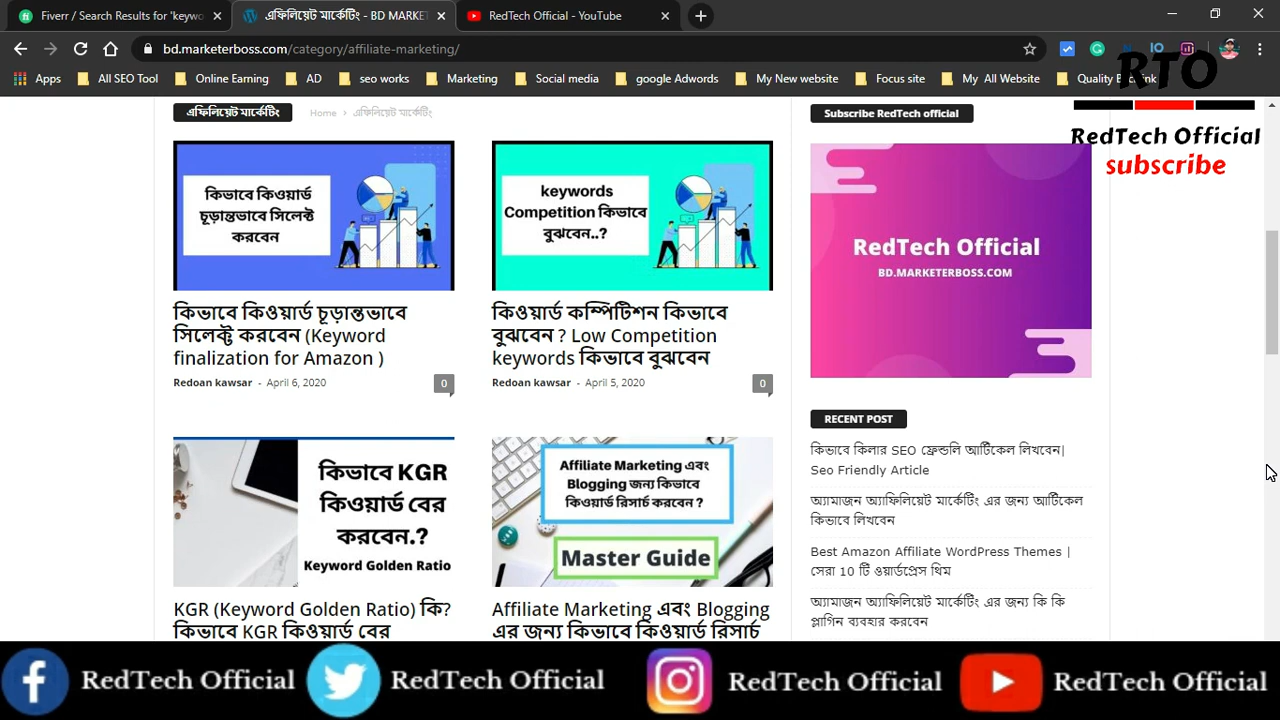 Fiverr / Search Results for 'keywo
এফিলিয়েট মার্কেটিং - BD MARKE
RedTech Official - YouTube
bd.marketerboss.com/category/affiliate-marketing/
Apps
All SEO Tool
Online Earning
AD
seo works
Marketing
Social media
google Adwords
My New website
Focus site
My All Website
Quality
RTO
RedTech Official
subscribe
এফিলিয়েট মার্কেটিং
Home > এফিলিয়েট মার্কেটিং
কিভাবে কিওয়ার্ড
চূড়ান্তভাবে সিলেক্ট
করবেন
keywords
Competition কিভাবে
বুঝবেন..?
কিভাবে কিওয়ার্ড চূড়ান্তভাবে
সিলেক্ট করবেন (Keyword
finalization for Amazon )
Redoan kawsar - April 6, 2020
0
কিওয়ার্ড কম্পিটিশন কিভাবে
বুঝবেন ? Low Competition
keywords কিভাবে বুঝবেন
Redoan kawsar - April 5, 2020
0
কিভাবে KGR
কিওয়ার্ড বের
করবেন.?
Keyword Golden Ratio
Affiliate Marketing এবং
Blogging জন্য কিভাবে
কিওয়ার্ড রিসার্চ করবেন ?
Master Guide
KGR (Keyword Golden Ratio) কি?
কিভাবে KGR কিওয়ার্ড বের
Affiliate Marketing এবং Blogging
এর জন্য কিভাবে কিওয়ার্ড রিসার্চ
Subscribe RedTech official
RedTech Official
BD.MARKETERBOSS.COM
RECENT POST
কিভাবে কিলার SEO ফ্রেন্ডলি আর্টিকেল লিখবেন|
Seo Friendly Article
অ্যামাজন অ্যাফিলিয়েট মার্কেটিং এর জন্য আর্টিকেল
কিভাবে লিখবেন
Best Amazon Affiliate WordPress Themes |
সেরা 10 টি ওয়ার্ডপ্রেস থিম
অ্যামাজন অ্যাফিলিয়েট মার্কেটিং এর জন্য কি কি
প্লাগিন ব্যবহার করবেন
RedTech Official
RedTech Official
RedTech Official
RedTech Official